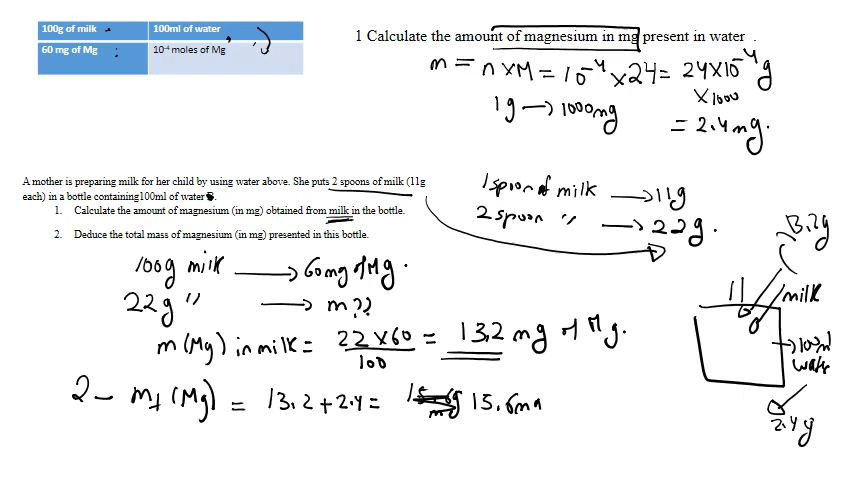 100g of milk 100ml of water
60 mg of Mg : 10⁻⁴ moles of Mg
1 Calculate the amount of magnesium in mg present in water .
m = n x M = 10⁻⁴ x 24 = 24 x 10⁻⁴ g
x 1000
1g → 1000mg
= 2.4 mg.
A mother is preparing milk for her child by using water above. She puts 2 spoons of milk (11g
each) in a bottle containing100ml of water
1. Calculate the amount of magnesium (in mg) obtained from milk in the bottle.
2. Deduce the total mass of magnesium (in mg) presented in this bottle.
1 spoon of milk → 11g
2 spoon " → 22g.
100g milk → 60mg of Mg.
22g " → m??
m (Mg) in milk = 22 x 60 / 100 = 13,2 mg of Mg.
2 - mt (Mg) = 13.2 + 2.4 = 15.6mg
13.2g
milk
100ml
water
2.4g